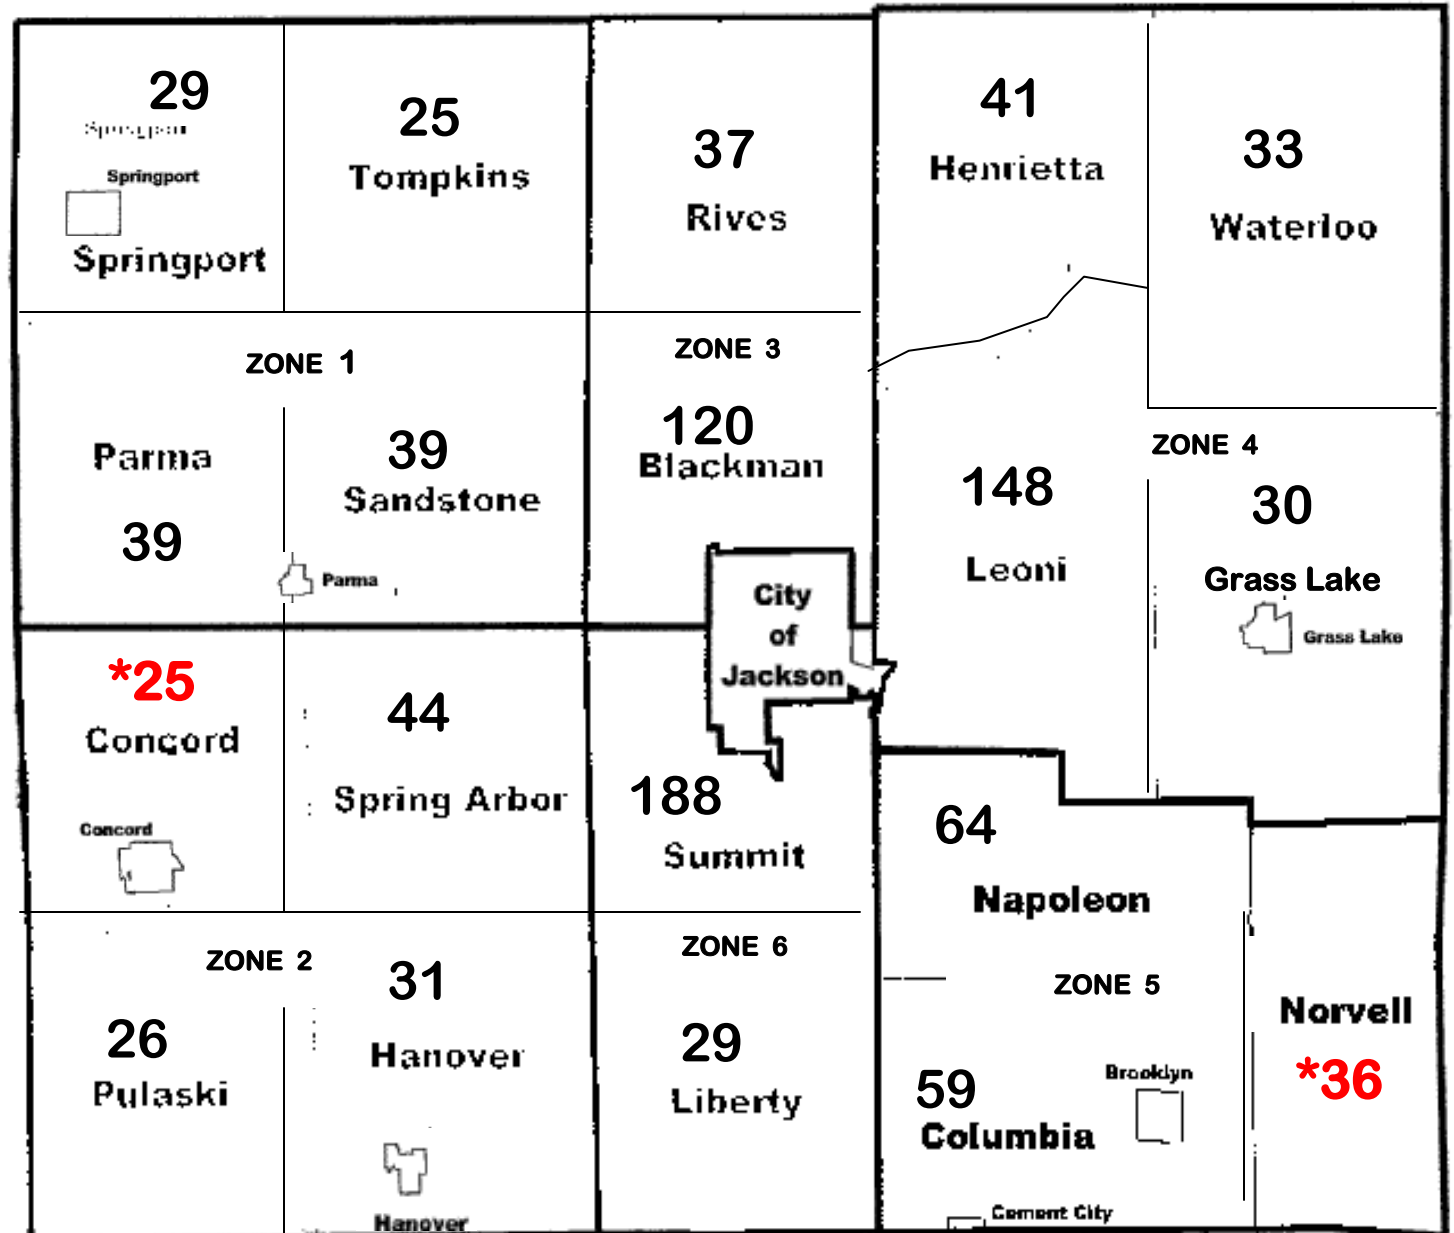 29
Springport
Springport
Springport
25
Tompkins
37
Rives
41
Henrietta
33
Waterloo
ZONE 1
Parma
39
39
Sandstone
Parma
ZONE 3
120
Blackman
City
of
Jackson
148
Leoni
ZONE 4
30
Grass Lake
Grass Lake
*25
Concord
Concord
44
Spring Arbor
188
Summit
64
Napoleon
ZONE 2
26
Pulaski
31
Hanover
Hanover
ZONE 6
29
Liberty
ZONE 5
59
Columbia
Brooklyn
Cement City
Norvell
*36